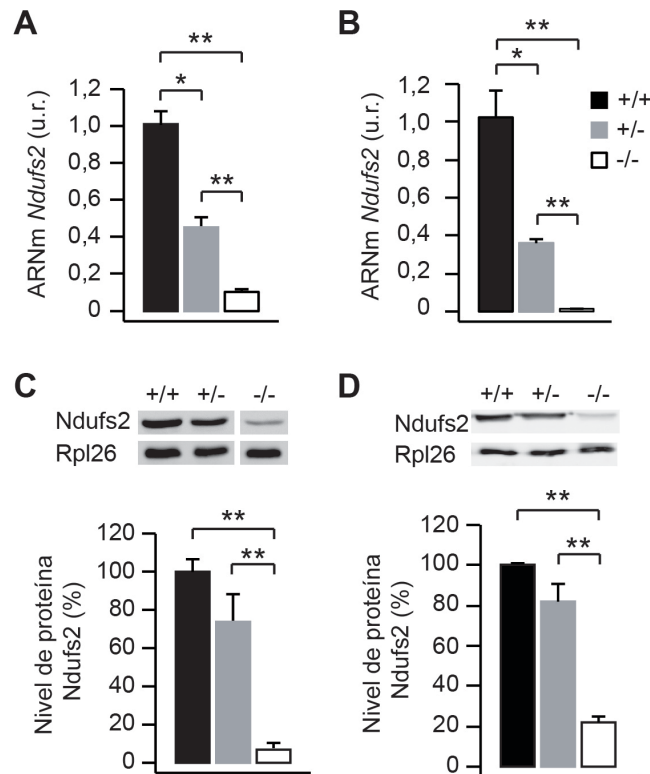 A
**
*
**
ARNm Ndufs2 (u.r.)
1,2
1,0
0,8
0,6
0,4
0,2
0
B
**
*
**
ARNm Ndufs2 (u.r.)
1,2
1,0
0,8
0,6
0,4
0,2
0
+/+
+/-
-/-
C
+/+ +/- -/-
Ndufs2
Rpl26
**
**
Nivel de proteína
Ndufs2 (%)
120
100
80
60
40
20
0
D
+/+ +/- -/-
Ndufs2
Rpl26
**
**
Nivel de proteína
Ndufs2 (%)
120
100
80
60
40
20
0